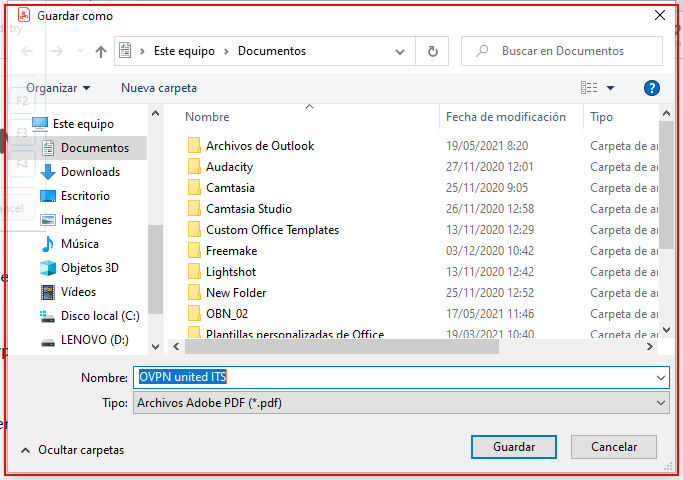 Guardar como
Este equipo > Documentos
Buscar en Documentos
Organizar
Nueva carpeta
F2
F3
F4
Este equipo
Documentos
Downloads
Escritorio
Imágenes
Música
Objetos 3D
Vídeos
Disco local (C:)
LENOVO (D:)
Nombre Fecha de modificación Tipo
Archivos de Outlook 19/05/2021 8:20 Carpeta de ar
Audacity 27/11/2020 12:01 Carpeta de ar
Camtasia 25/11/2020 9:05 Carpeta de ar
Camtasia Studio 26/11/2020 12:58 Carpeta de ar
Custom Office Templates 13/11/2020 12:29 Carpeta de ar
Freemake 03/12/2020 10:42 Carpeta de ar
Lightshot 13/11/2020 12:42 Carpeta de ar
New Folder 25/11/2020 12:52 Carpeta de ar
OBN_02 17/05/2021 11:46 Carpeta de ar
Plantillas personalizadas de Office 19/03/2021 10:40 Carpeta de ar
Nombre: OVPN united ITS
Tipo: Archivos Adobe PDF (*.pdf)
Ocultar carpetas
Guardar
Cancelar